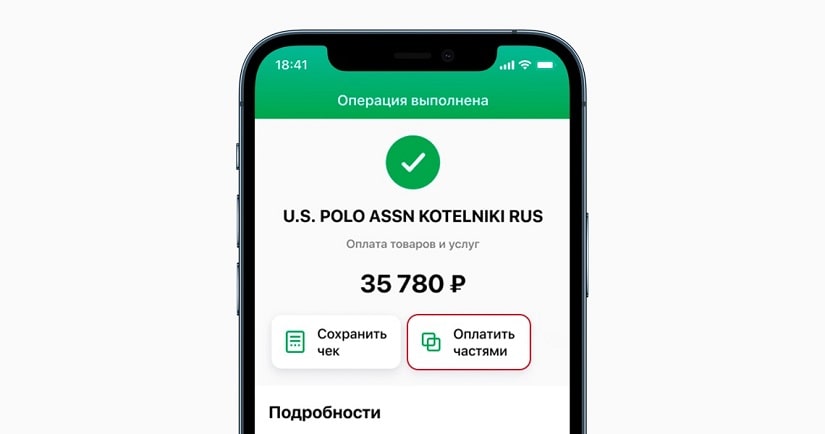 18:41
Операция выполнена
U.S. POLO ASSN KOTELNIKI RUS
Оплата товаров и услуг
35 780 ₽
Сохранить
чек
Оплатить
частями
Подробности